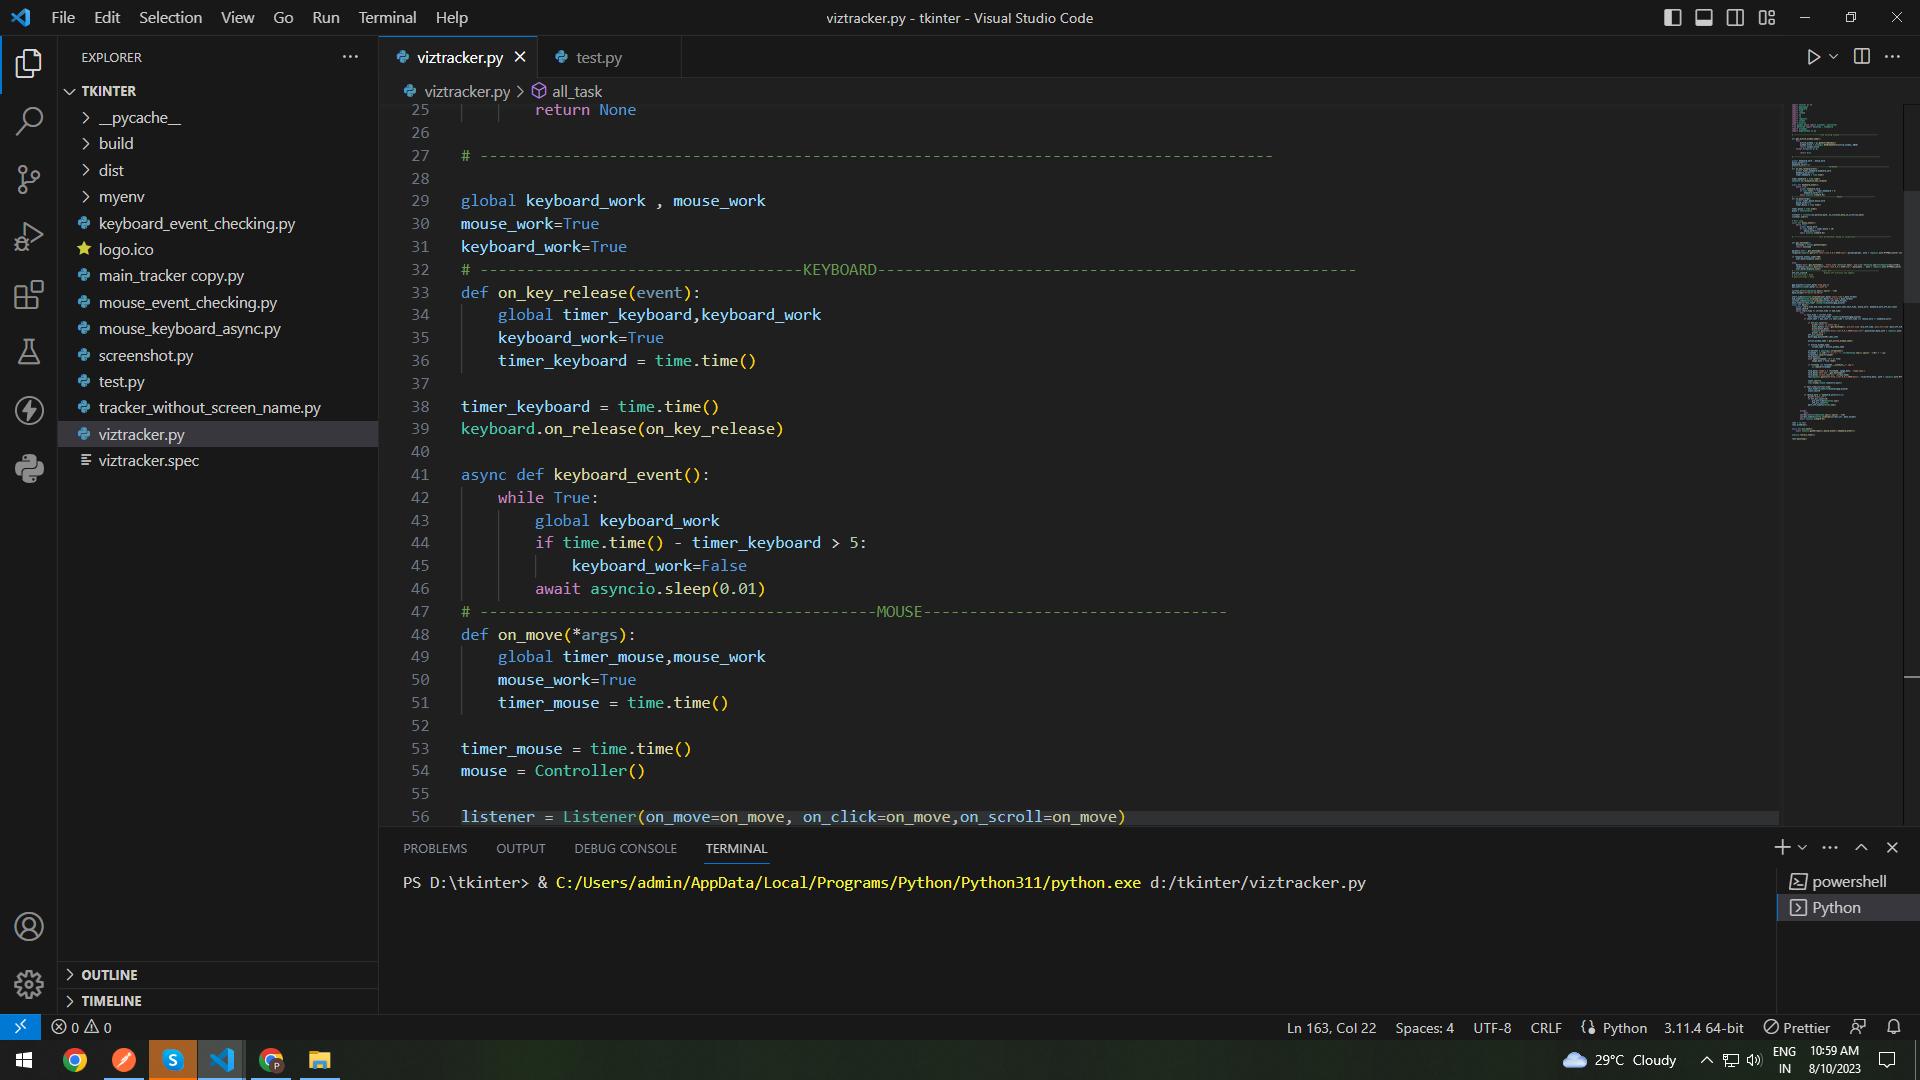 File Edit Selection View Go Run Terminal Help
viztracker.py - tkinter - Visual Studio Code
EXPLORER
TKINTER
__pycache__
build
dist
myenv
keyboard_event_checking.py
logo.ico
main_tracker copy.py
mouse_event_checking.py
mouse_keyboard_async.py
screenshot.py
test.py
tracker_without_screen_name.py
viztracker.py
viztracker.spec
OUTLINE
TIMELINE
viztracker.py test.py
viztracker.py > all_task
25 return None
26
27 # --------------------------------------------------------------------------------------
28
29 global keyboard_work , mouse_work
30 mouse_work=True
31 keyboard_work=True
32 # -----------------------------------KEYBOARD----------------------------------------------------
33 def on_key_release(event):
34 global timer_keyboard,keyboard_work
35 keyboard_work=True
36 timer_keyboard = time.time()
37
38 timer_keyboard = time.time()
39 keyboard.on_release(on_key_release)
40
41 async def keyboard_event():
42 while True:
43 global keyboard_work
44 if time.time() - timer_keyboard > 5:
45 keyboard_work=False
46 await asyncio.sleep(0.01)
47 # -------------------------------------------MOUSE---------------------------------
48 def on_move(*args):
49 global timer_mouse,mouse_work
50 mouse_work=True
51 timer_mouse = time.time()
52
53 timer_mouse = time.time()
54 mouse = Controller()
55
56 listener = Listener(on_move=on_move, on_click=on_move,on_scroll=on_move)
PROBLEMS OUTPUT DEBUG CONSOLE TERMINAL
PS D:\tkinter> & C:/Users/admin/AppData/Local/Programs/Python/Python311/python.exe d:/tkinter/viztracker.py
powershell
Python
0 0
Ln 163, Col 22 Spaces: 4 UTF-8 CRLF Python 3.11.4 64-bit Prettier
29°C Cloudy
ENG
IN
10:59 AM
8/10/2023